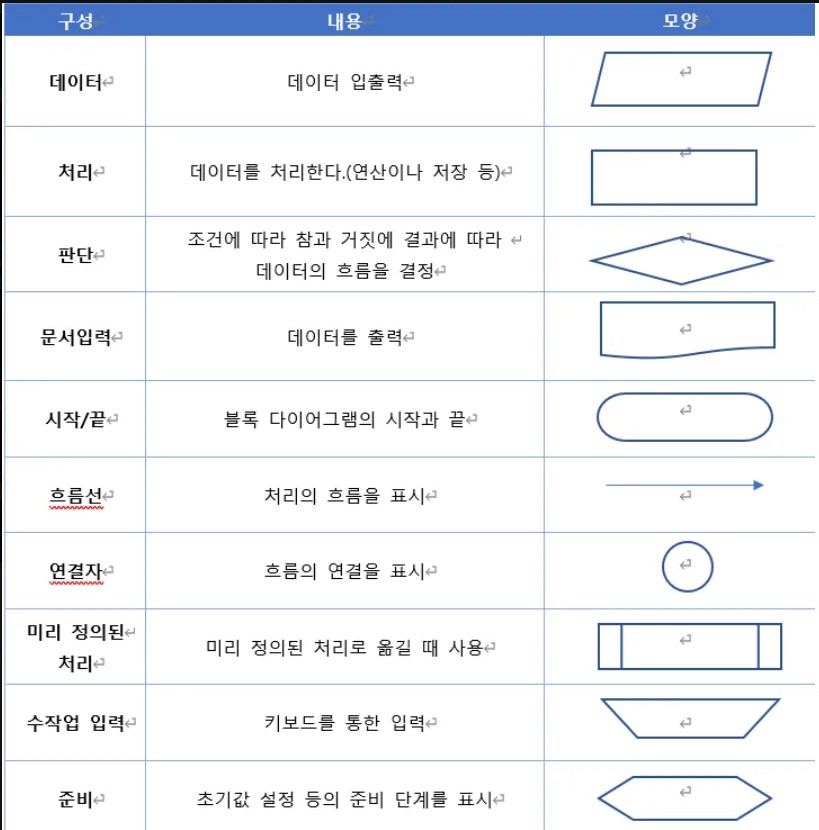 구성 내용 모양
데이터 데이터 입출력
처리 데이터를 처리한다.(연산이나 저장 등)
판단 조건에 따라 참과 거짓에 결과에 따라
데이터의 흐름을 결정
문서입력 데이터를 출력
시작/끝 블록 다이어그램의 시작과 끝
흐름선 처리의 흐름을 표시
연결자 흐름의 연결을 표시
미리 정의된
처리 미리 정의된 처리로 옮길 때 사용
수작업 입력 키보드를 통한 입력
준비 초기값 설정 등의 준비 단계를 표시